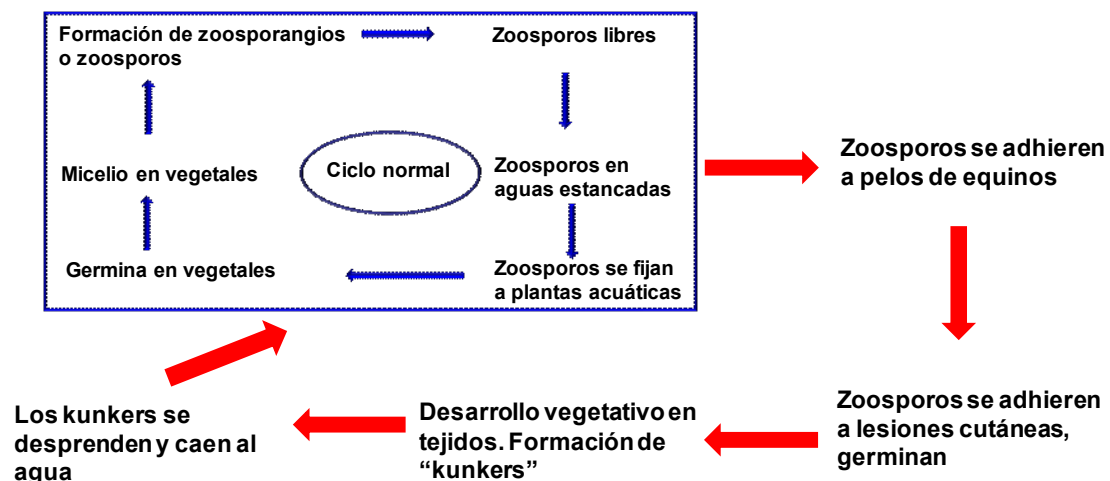 Formación de zoosporangios
o zoosporos
Zoosporos libres
Ciclo normal
Micelio en vegetales
Zoosporos en
aguas estancadas
Germina en vegetales
Zoosporos se fijan
a plantas acuáticas
Zoosporos se adhieren
a pelos de equinos
Zoosporos se adhieren
a lesiones cutáneas,
germinan
Desarrollo vegetativo en
tejidos. Formación de
“kunkers”
Los kunkers se
desprenden y caen al
agua